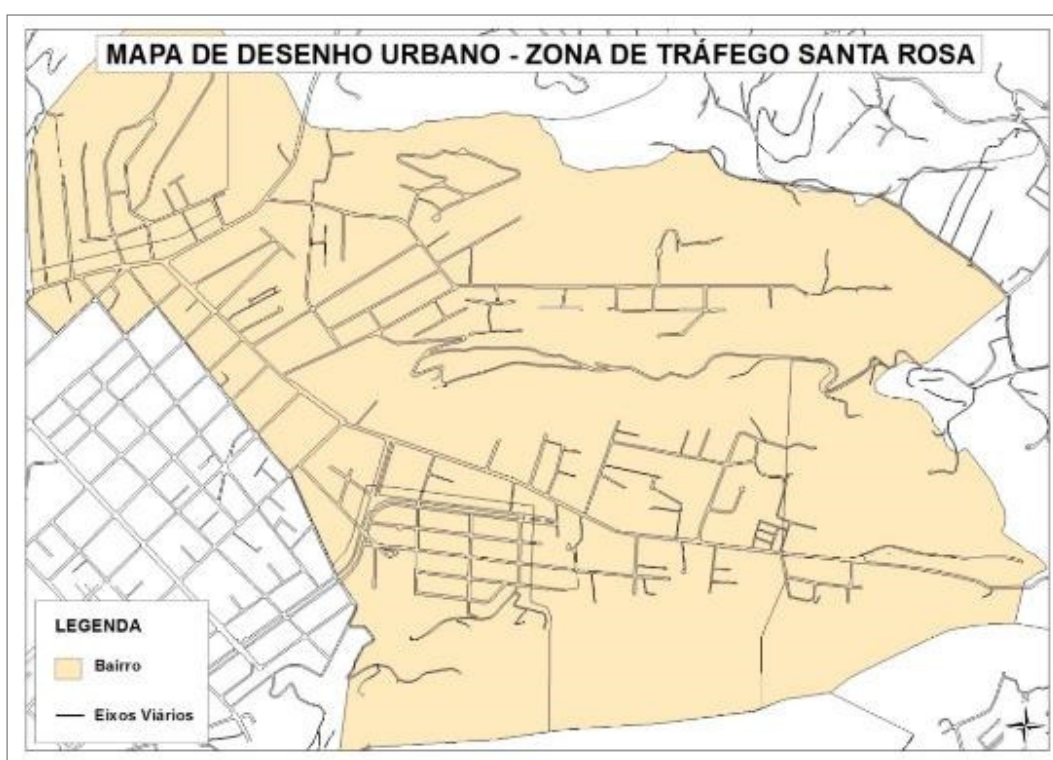 MAPA DE DESENHO URBANO - ZONA DE TRÁFEGO SANTA ROSA
LEGENDA
Bairro
Eixos Viários